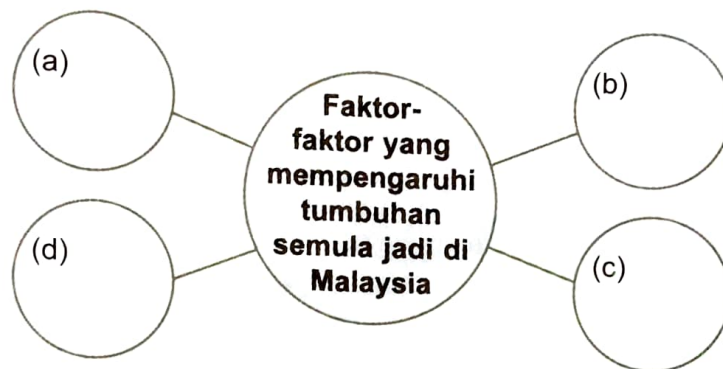 (a)
(b)
Faktor-
faktor yang
mempengaruhi
tumbuhan
semula jadi di
Malaysia
(d)
(c)